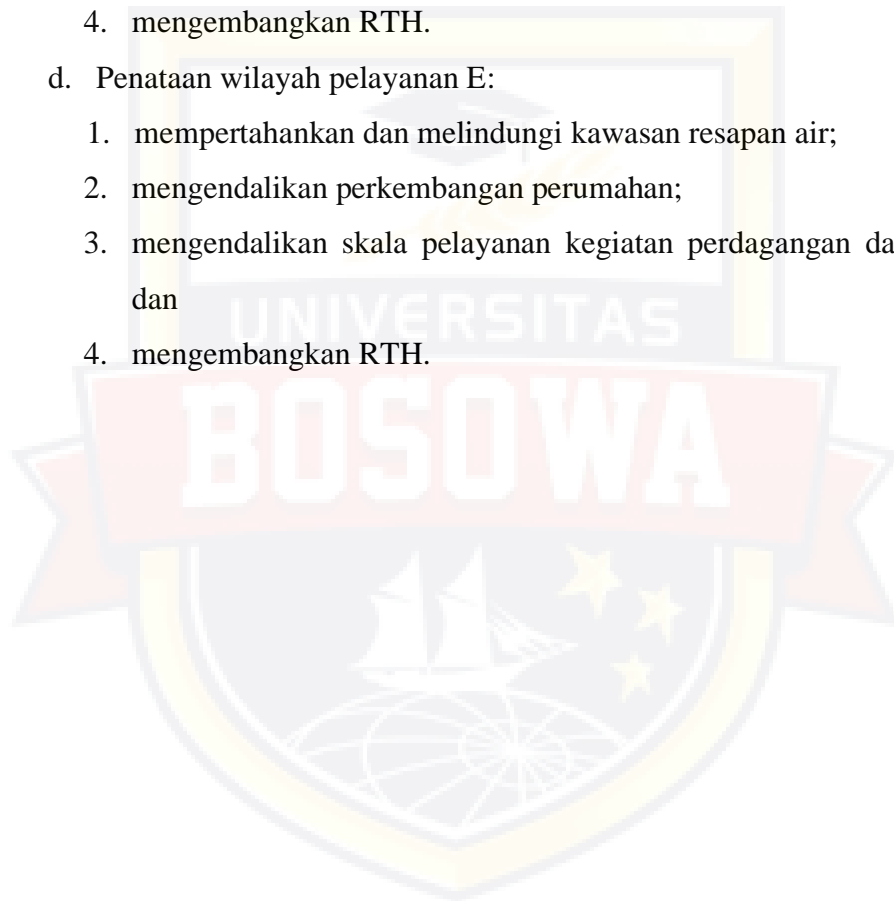 4. mengembangkan RTH.
d. Penataan wilayah pelayanan E:
1. mempertahankan dan melindungi kawasan resapan air;
2. mengendalikan perkembangan perumahan;
3. mengendalikan skala pelayanan kegiatan perdagangan da
dan
UNIVERSITAS
4. mengembangkan RTH.
BOSOWA